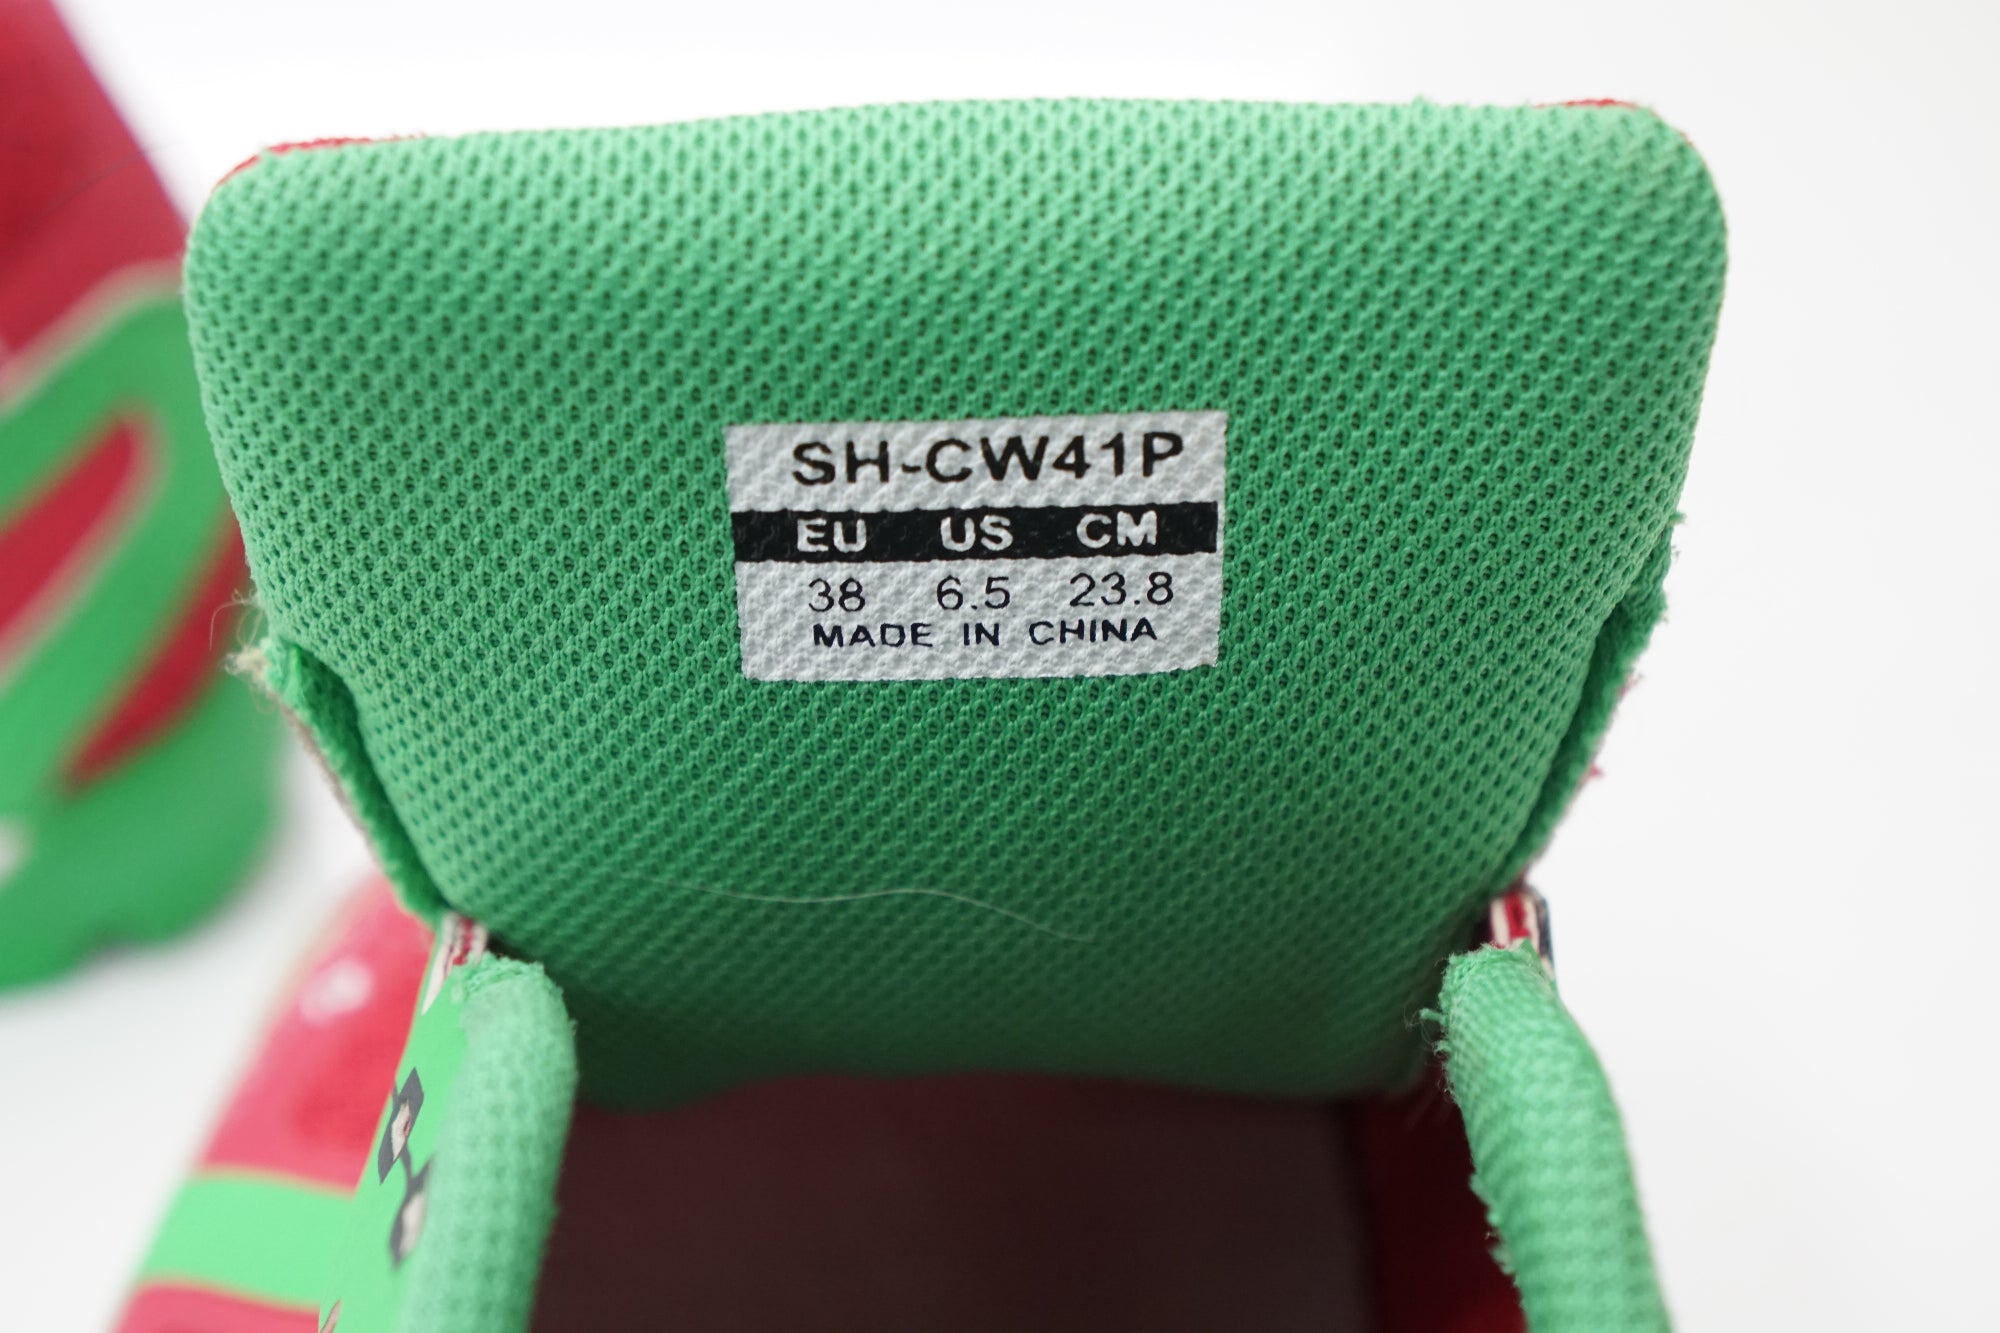 SH-CW41P
EU US CM
38 6.5 23.8
MADE IN CHINA